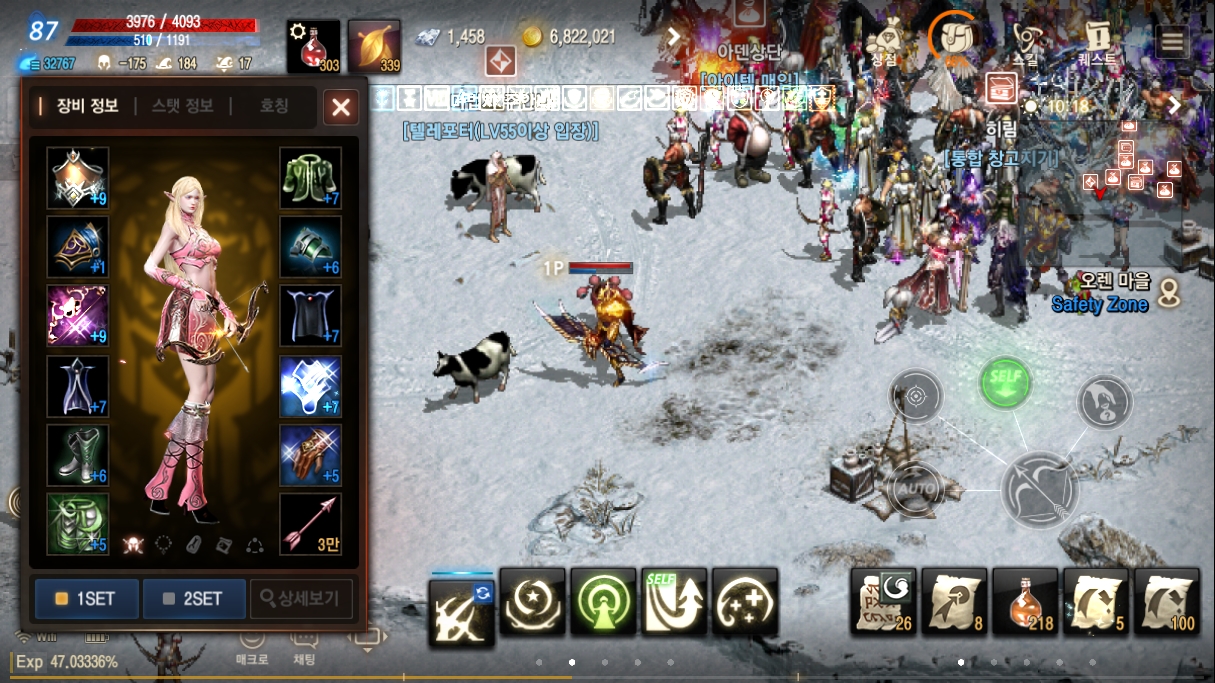 87
3976 / 4093
510 / 1191
32767
-175
184
17
303
339
1,458
6,822,021
상점
스킬
퀘스트
10:18
장비 정보
스탯 정보
호칭
아덴상단
[아이템 매입]
[텔레포터(LV55이상 입장)]
히림
[통합 창고지기]
+9
+7
+1
+6
+9
+7
+7
+7
+6
+5
+5
3만
1P
오렌 마을
Safety Zone
SELF
AUTO
1SET
2SET
상세보기
SELF
26
8
218
5
100
Wifi
매크로
채팅
Exp 47.03336%